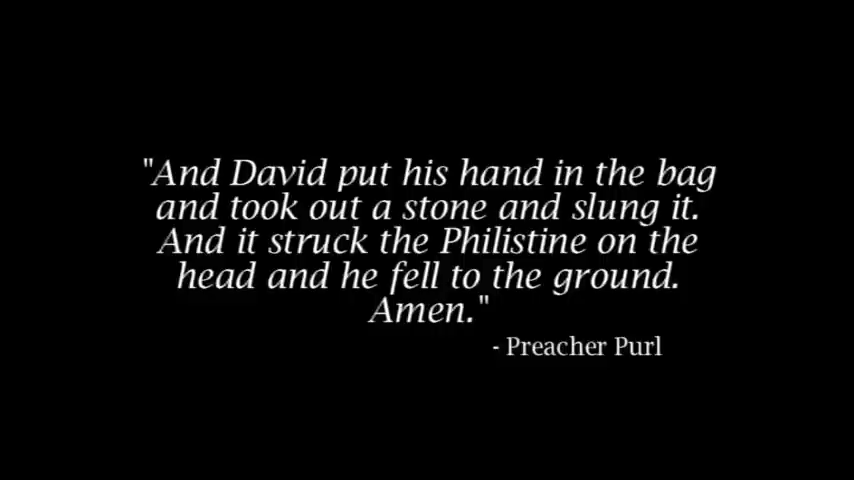 "And David put his hand in the bag
and took out a stone and slung it.
And it struck the Philistine on the
head and he fell to the ground.
Amen."
- Preacher Purl